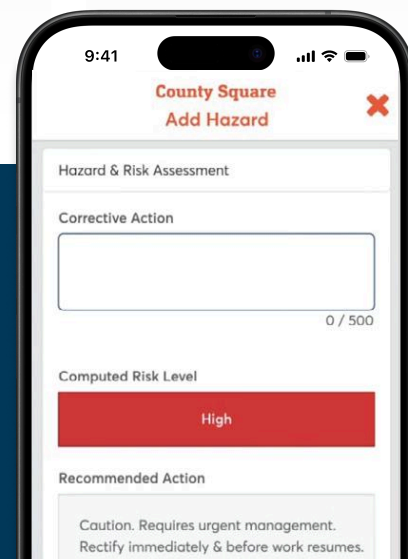 9:41
County Square
Add Hazard
Hazard & Risk Assessment
Corrective Action
0 / 500
Computed Risk Level
High
Recommended Action
Caution. Requires urgent management.
Rectify immediately & before work resumes.